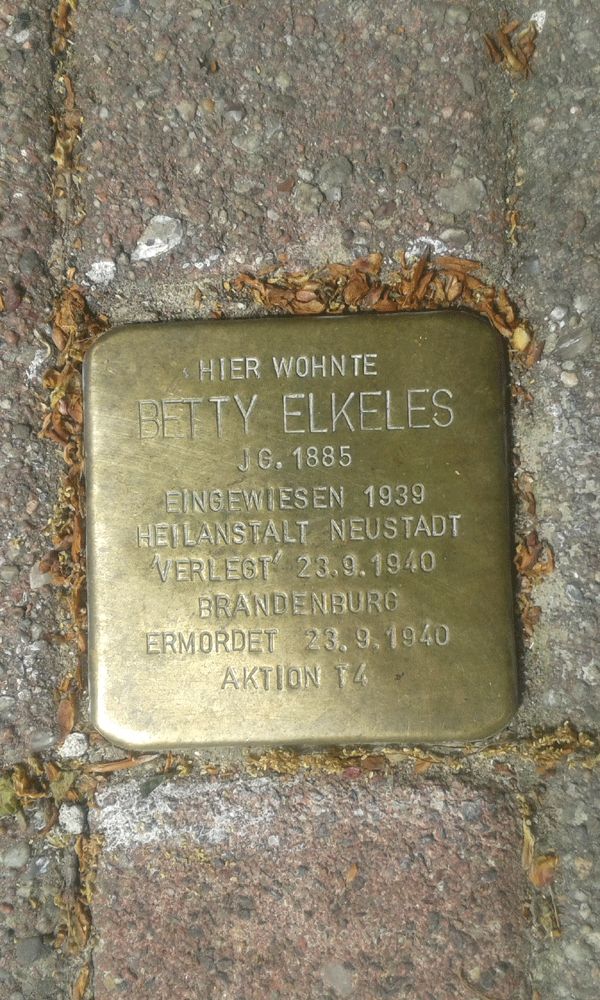 HIER WOHNTE
BETTY ELKELES
JG. 1885
EINGEWIESEN 1939
HEILANSTALT NEUSTADT
'VERLEGT' 23.9.1940
BRANDENBURG
ERMORDET 23.9.1940
AKTION T4